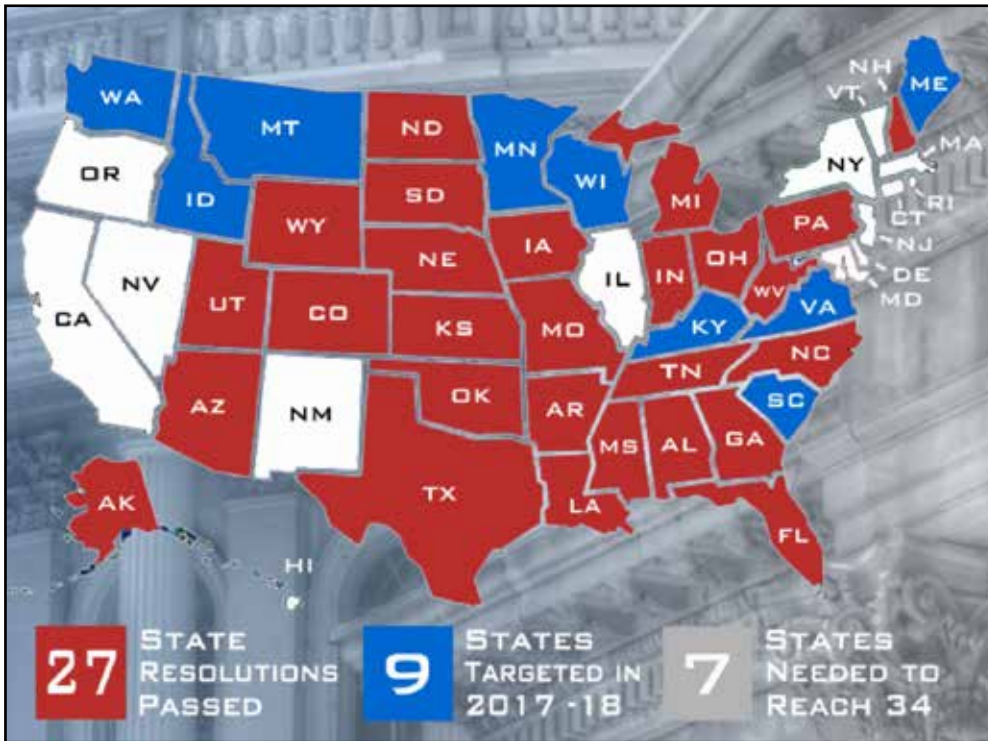 NH
VT
ME
WA
MT
ND
MN
MA
OR
ID
SD
WI
NY
RI
CT
WY
MI
PA
NJ
IA
NE
OH
DE
NV
IL
IN
WV
MD
UT
CO
VA
CA
KS
MO
KY
NC
TN
AZ
NM
OK
AR
SC
MS
AL
GA
TX
LA
AK
FL
HI
27
STATE
RESOLUTIONS
PASSED
9
STATES
TARGETED IN
2017 -18
7
STATES
NEEDED TO
REACH 34